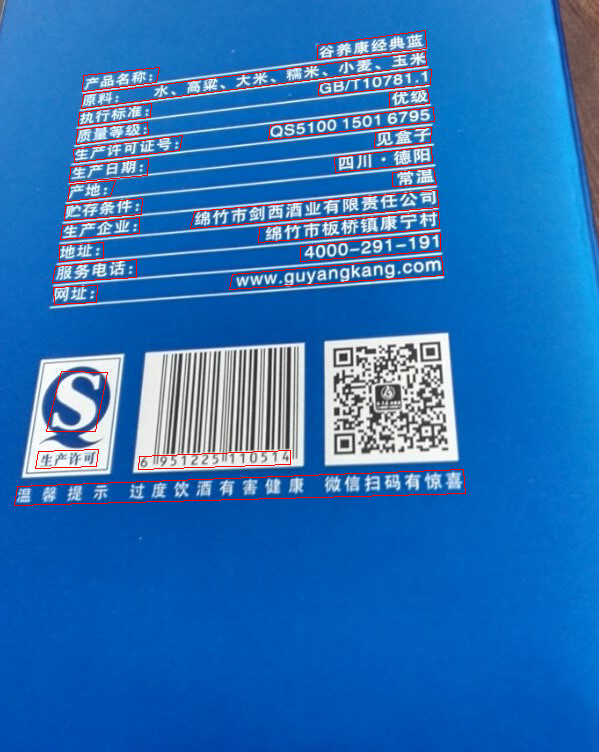 产品名称： 谷养康经典蓝
原料： 水、高粱、大米、糯米、小麦、玉米
执行标准： GB/T10781.1
质量等级： 优级
生产许可证号： QS5100 1501 6795
生产日期： 见盒子
产地： 四川·德阳
贮存条件： 常温
生产企业： 绵竹市剑西酒业有限责任公司
地址： 绵竹市板桥镇康宁村
服务电话： 4000-291-191
网址： www.guyangkang.com
S
生产许可
6 951225 110514
温馨提示 过度饮酒有害健康 微信扫码有惊喜